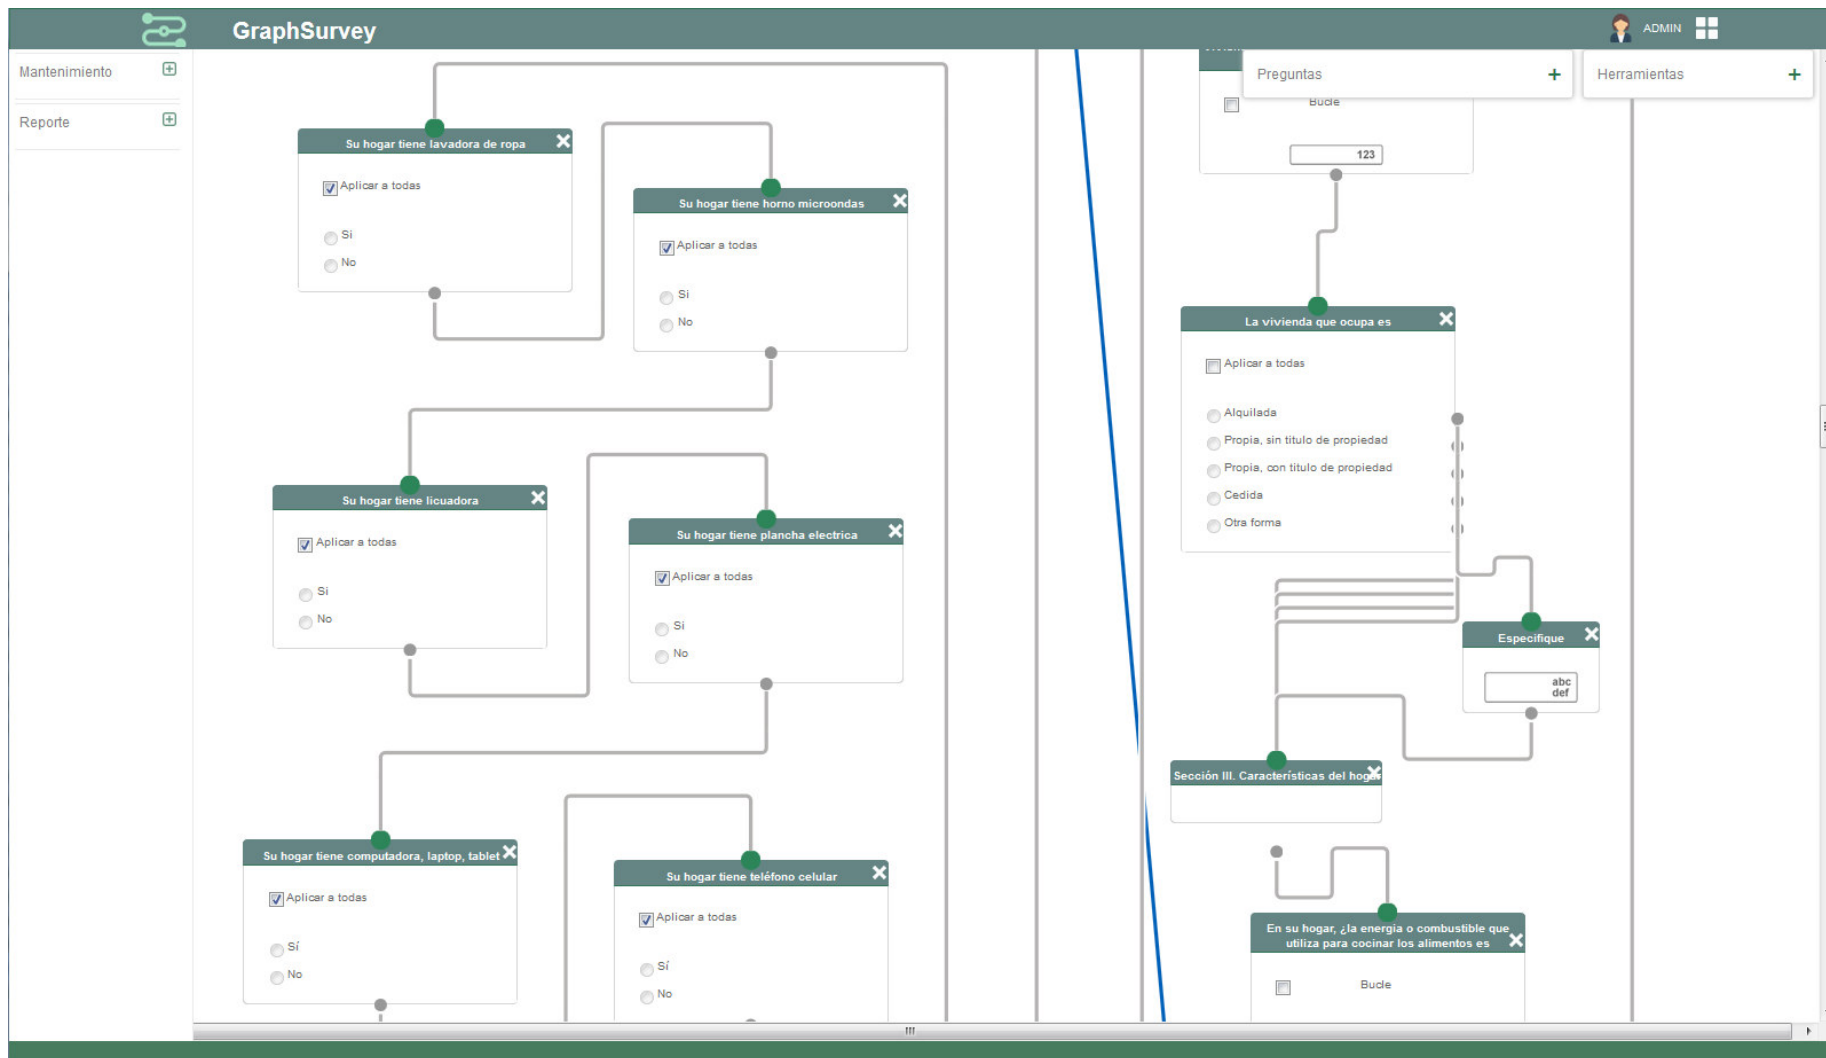 GraphSurvey
ADMIN
Mantenimiento
Reporte
Preguntas
Herramientas
Su hogar tiene lavadora de ropa
Aplicar a todas
Si
No
Su hogar tiene horno microondas
Aplicar a todas
Si
No
Su hogar tiene licuadora
Aplicar a todas
Si
No
Su hogar tiene plancha electrica
Aplicar a todas
Si
No
Su hogar tiene computadora, laptop, tablet
Aplicar a todas
Sí
No
Su hogar tiene teléfono celular
Aplicar a todas
Sí
No
Bucle
123
La vivienda que ocupa es
Aplicar a todas
Alquilada
Propia, sin titulo de propiedad
Propia, con titulo de propiedad
Cedida
Otra forma
Especifique
abc
def
Sección III. Características del hogar
En su hogar, ¿la energia o combustible que
utiliza para cocinar los alimentos es
Bucle